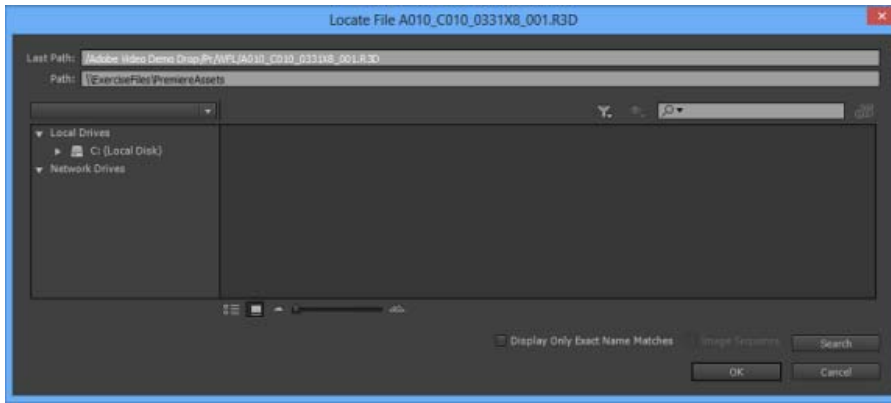 Locate File A010_C010_0331X8_001.R3D
Last Path: /Adobe Video Demo Drop/Pr/WFL/A010_C010_0331X8_001.R3D
Path: \\ExerciseFiles\PremiereAssets
Local Drives
C: (Local Disk)
Network Drives
Display Only Exact Name Matches Image Sequence Search
OK Cancel